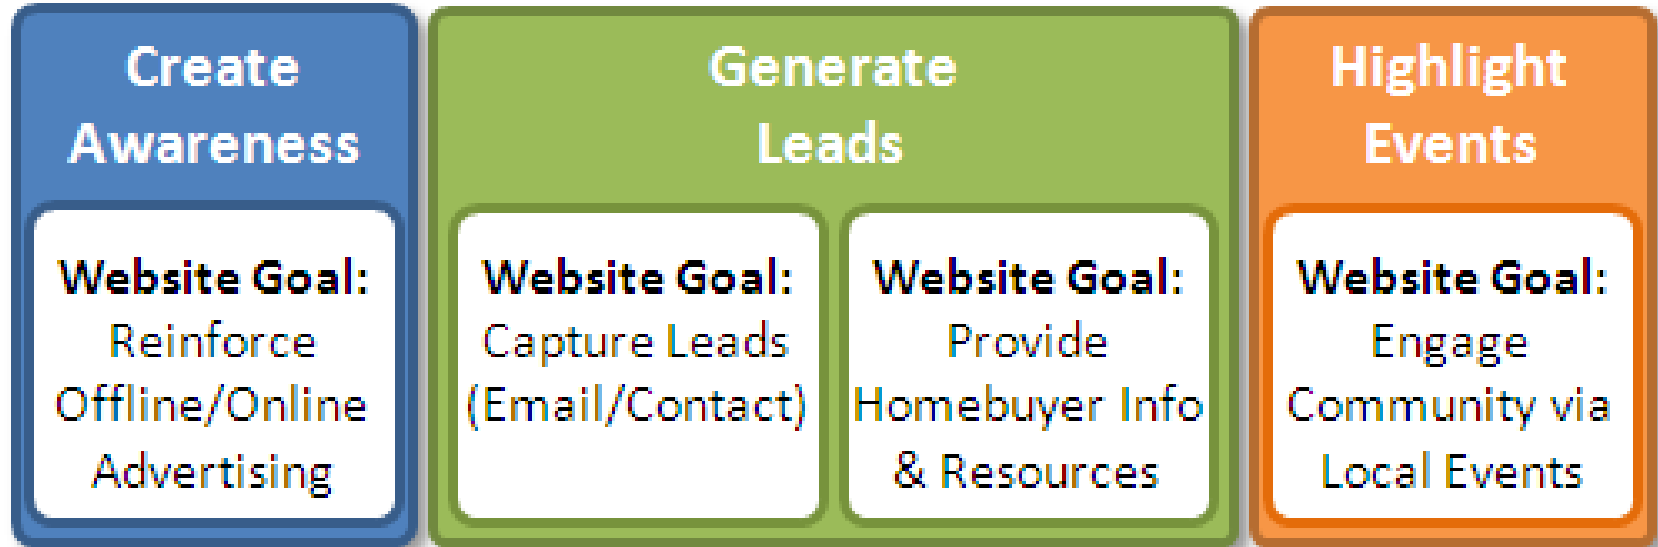 Create
Awareness
Website Goal:
Reinforce
Offline/Online
Advertising
Generate
Leads
Website Goal:
Capture Leads
(Email/Contact)
Website Goal:
Provide
Homebuyer Info
& Resources
Highlight
Events
Website Goal:
Engage
Community via
Local Events